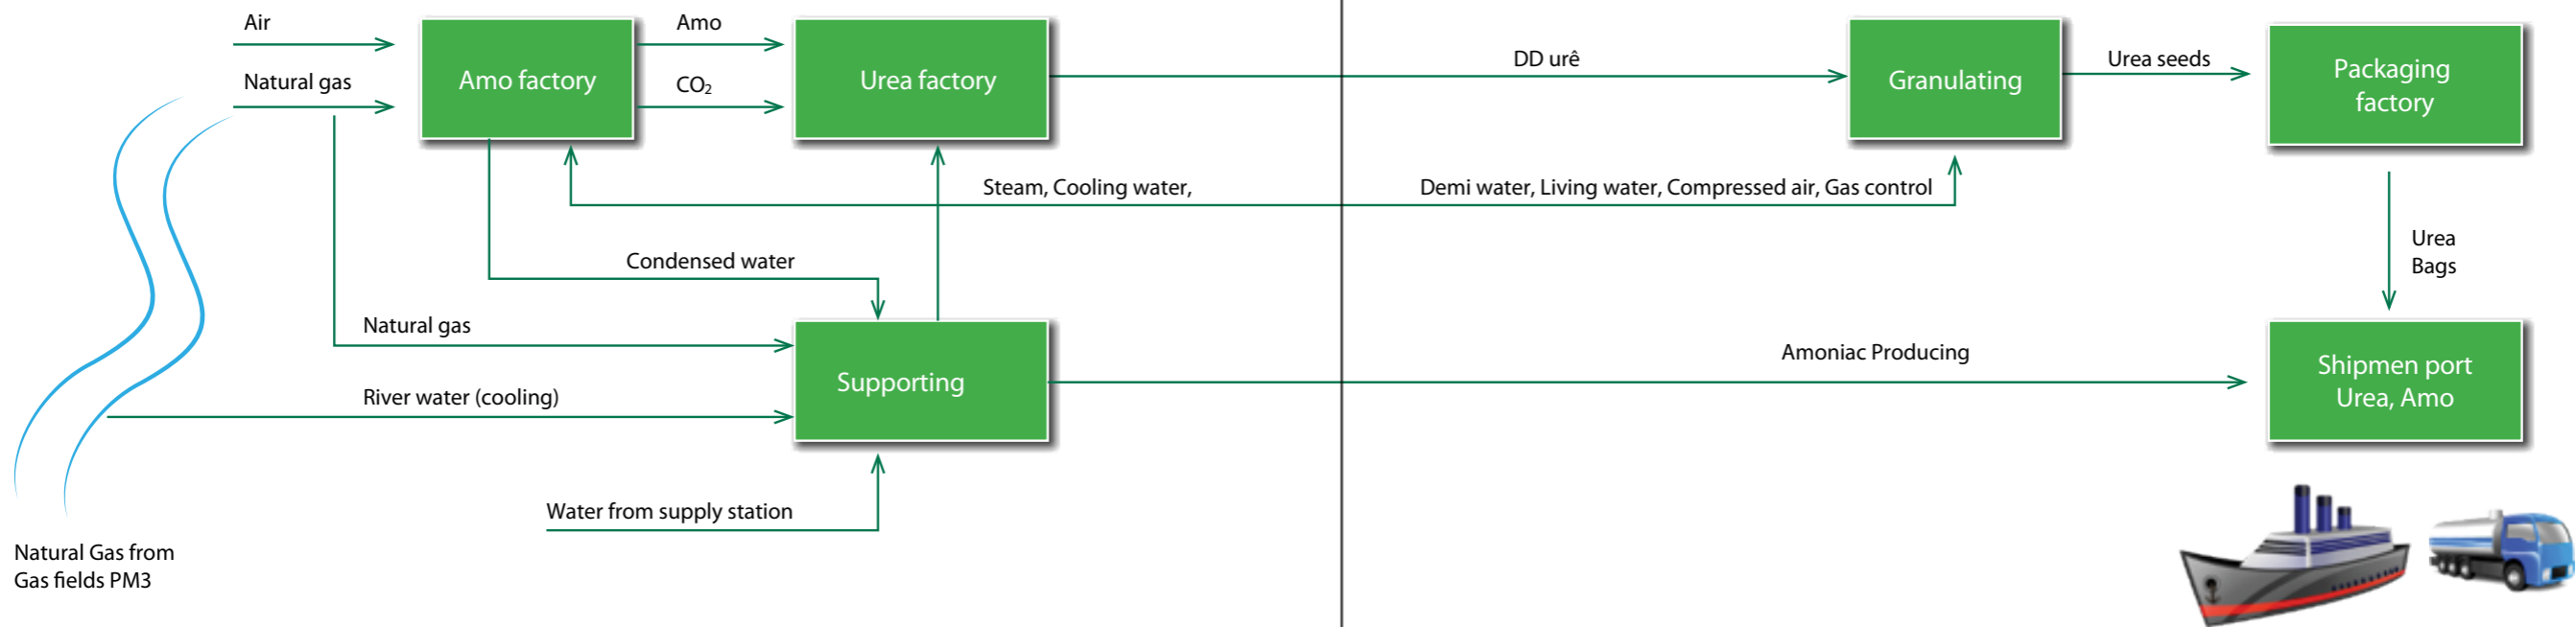 Air
Amo
Natural gas
CO₂
Amo factory
Urea factory
DD urê
Granulating
Urea seeds
Packaging
factory
Steam, Cooling water,
Demi water, Living water, Compressed air, Gas control
Condensed water
Urea
Bags
Natural gas
Amoniac Producing
River water (cooling)
Supporting
Shipmen port
Urea, Amo
Water from supply station
Natural Gas from
Gas fields PM3